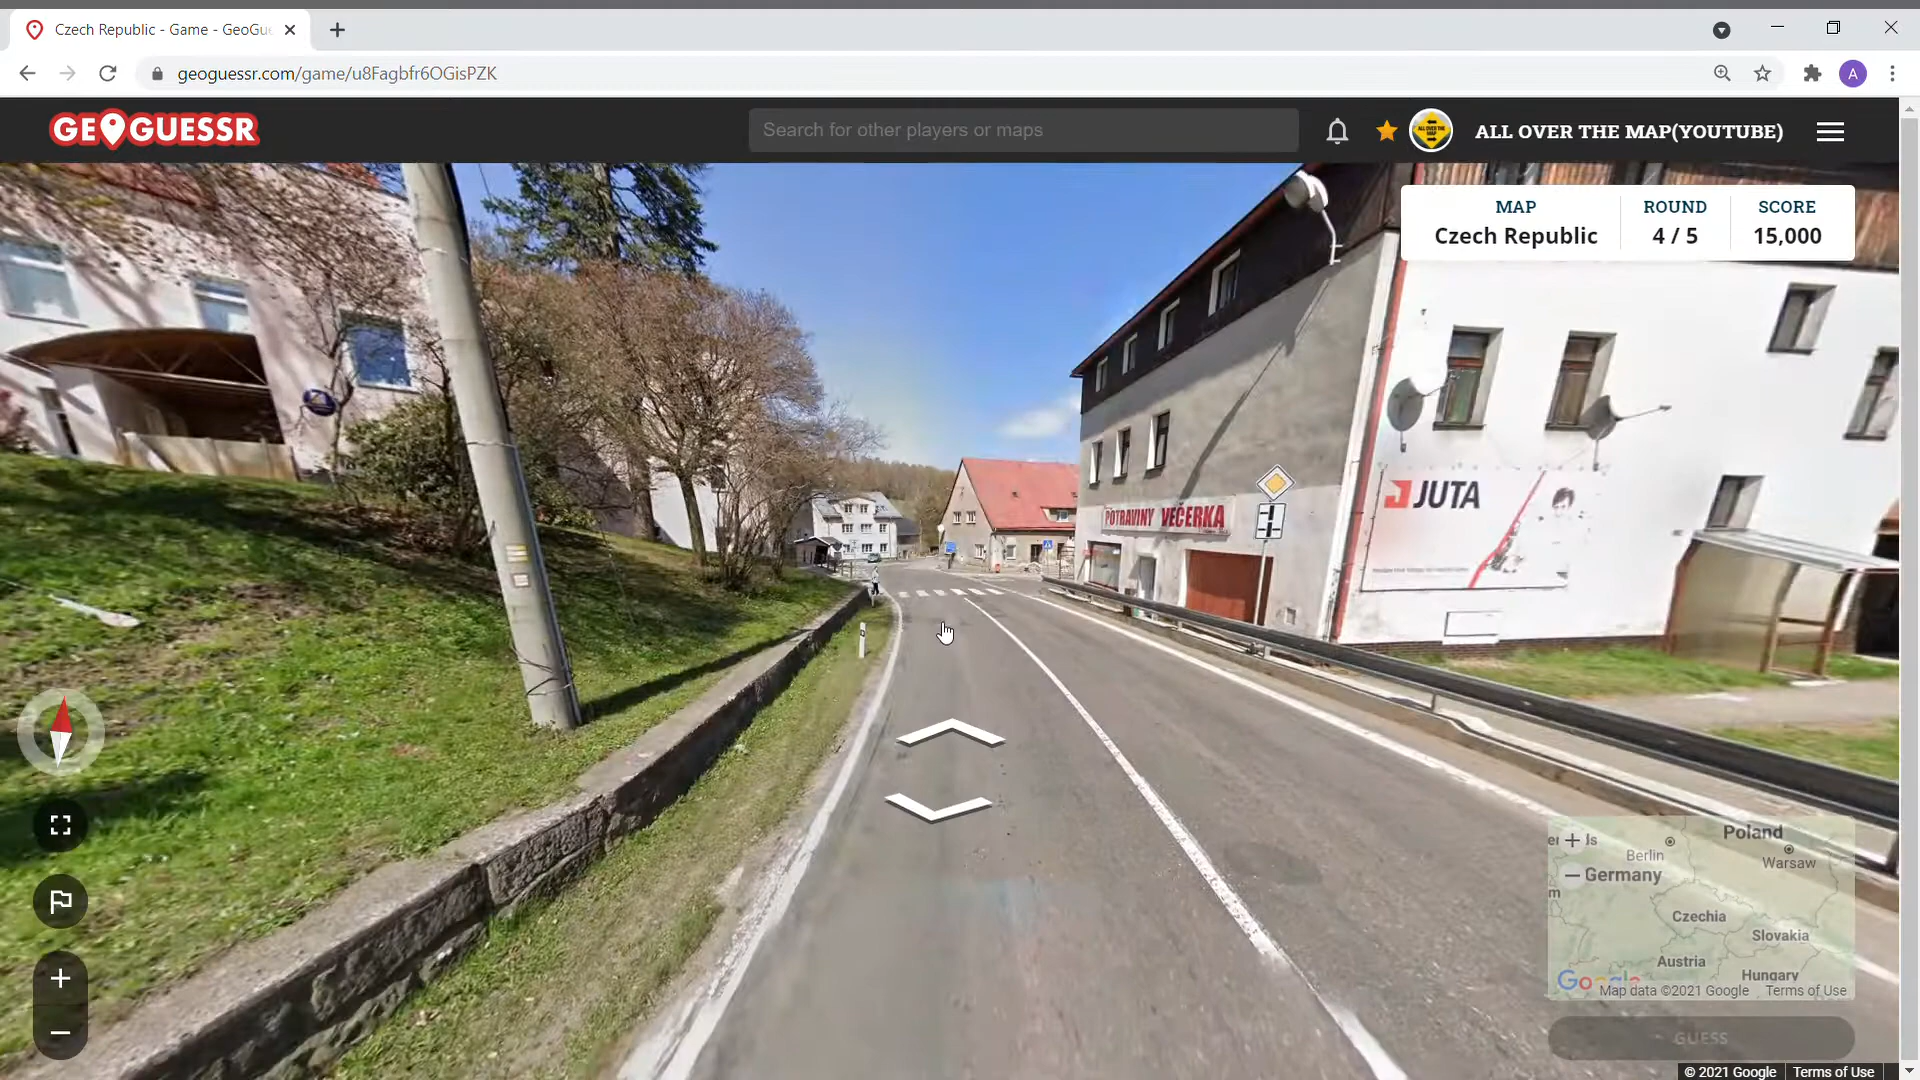 Czech Republic - Game - GeoGue
geoguessr.com/game/u8Fagbfr6OGisPZK
A
GEOGUESSR
Search for other players or maps
ALL OVER THE MAP(YOUTUBE)
MAP
Czech Republic
ROUND
4 / 5
SCORE
15,000
JUTA
POTRAVINY VEČERKA
Poland
Berlin
Warsaw
Germany
Czechia
Slovakia
Austria
Hungary
Google
Map data ©2021 Google
Terms of Use
GUESS
© 2021 Google
Terms of Use